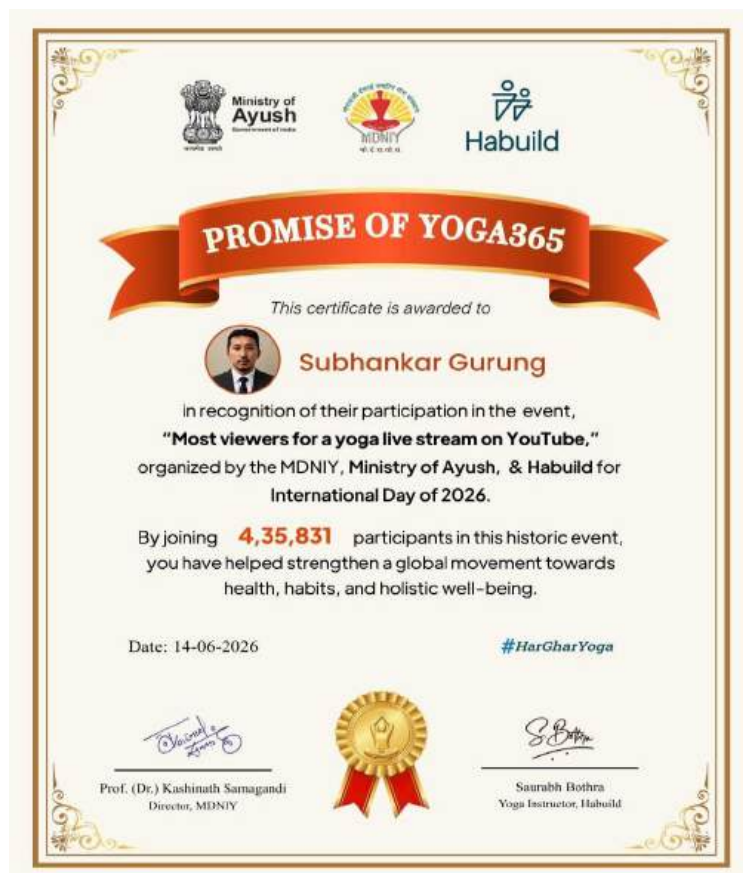 Ministry of
Ayush
Government of India
सत्यमेव जयते
MDNIY
Habuild
PROMISE OF YOGA365
This certificate is awarded to
Subhankar Gurung
in recognition of their participation in the event,
“Most viewers for a yoga live stream on YouTube,”
organized by the MDNIY, Ministry of Ayush, & Habuild for
International Day of 2026.
By joining 4,35,831 participants in this historic event,
you have helped strengthen a global movement towards
health, habits, and holistic well-being.
Date: 14-06-2026 #HarGharYoga
S.Bothra
Prof. (Dr.) Kashinath Samagandi Saurabh Bothra
Director, MDNIY Yoga Instructor, Habuild